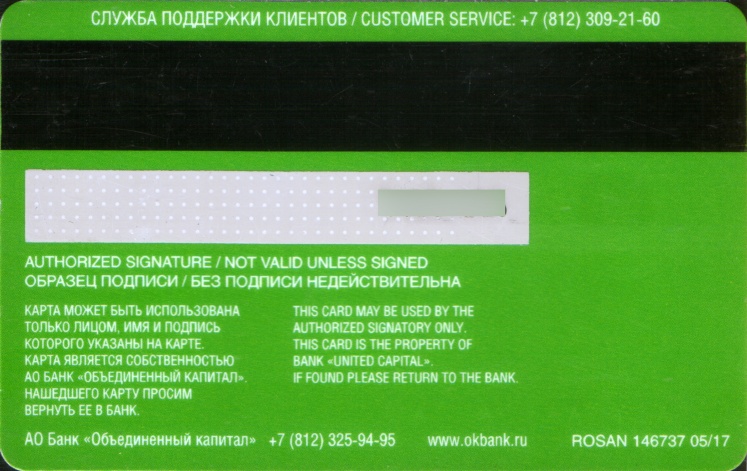 СЛУЖБА ПОДДЕРЖКИ КЛИЕНТОВ / CUSTOMER SERVICE: +7 (812) 309-21-60
AUTHORIZED SIGNATURE / NOT VALID UNLESS SIGNED
ОБРАЗЕЦ ПОДПИСИ / БЕЗ ПОДПИСИ НЕДЕЙСТВИТЕЛЬНА
КАРТА МОЖЕТ БЫТЬ ИСПОЛЬЗОВАНА
ТОЛЬКО ЛИЦОМ, ИМЯ И ПОДПИСЬ
КОТОРОГО УКАЗАНЫ НА КАРТЕ.
КАРТА ЯВЛЯЕТСЯ СОБСТВЕННОСТЬЮ
АО БАНК «ОБЪЕДИНЕННЫЙ КАПИТАЛ».
НАШЕДШЕГО КАРТУ ПРОСИМ
ВЕРНУТЬ ЕЕ В БАНК.
THIS CARD MAY BE USED BY THE
AUTHORIZED SIGNATORY ONLY.
THIS CARD IS THE PROPERTY OF
BANK «UNITED CAPITAL».
IF FOUND PLEASE RETURN TO THE BANK.
АО Банк «Объединенный капитал» +7 (812) 325-94-95 www.okbank.ru ROSAN 146737 05/17